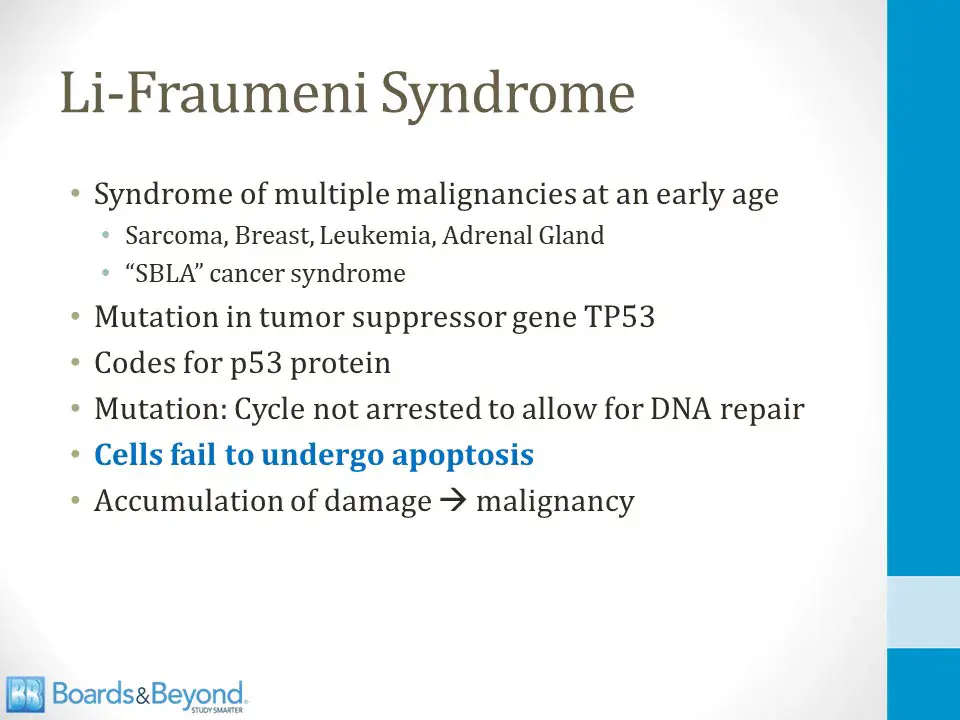 Li-Fraumeni Syndrome
• Syndrome of multiple malignancies at an early age
• Sarcoma, Breast, Leukemia, Adrenal Gland
• “SBLA” cancer syndrome
• Mutation in tumor suppressor gene TP53
• Codes for p53 protein
• Mutation: Cycle not arrested to allow for DNA repair
• Cells fail to undergo apoptosis
• Accumulation of damage → malignancy
BB Boards&Beyond.
STUDY SMARTER